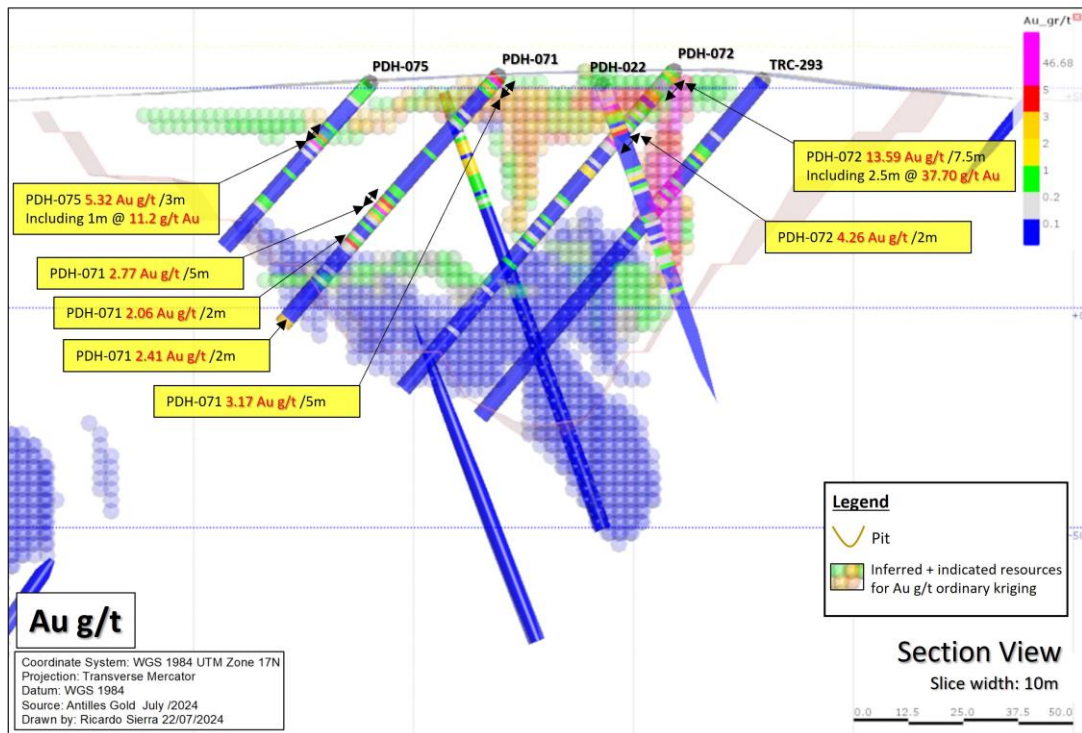 Au_gr/t
PDH-075
PDH-071
PDH-022
PDH-072
TRC-293
46.68
5
3
2
1
0.2
0.1
PDH-075 5.32 Au g/t /3m
Including 1m @ 11.2 g/t Au
PDH-071 2.77 Au g/t /5m
PDH-071 2.06 Au g/t /2m
PDH-071 2.41 Au g/t /2m
PDH-071 3.17 Au g/t /5m
PDH-072 13.59 Au g/t /7.5m
Including 2.5m @ 37.70 g/t Au
PDH-072 4.26 Au g/t /2m
+0
Legend
Pit
Inferred + indicated resources
for Au g/t ordinary kriging
Au g/t
Coordinate System: WGS 1984 UTM Zone 17N
Projection: Transverse Mercator
Datum: WGS 1984
Source: Antilles Gold July /2024
Drawn by: Ricardo Sierra 22/07/2024
Section View
Slice width: 10m
0.0 12.5 25.0 37.5 50.0